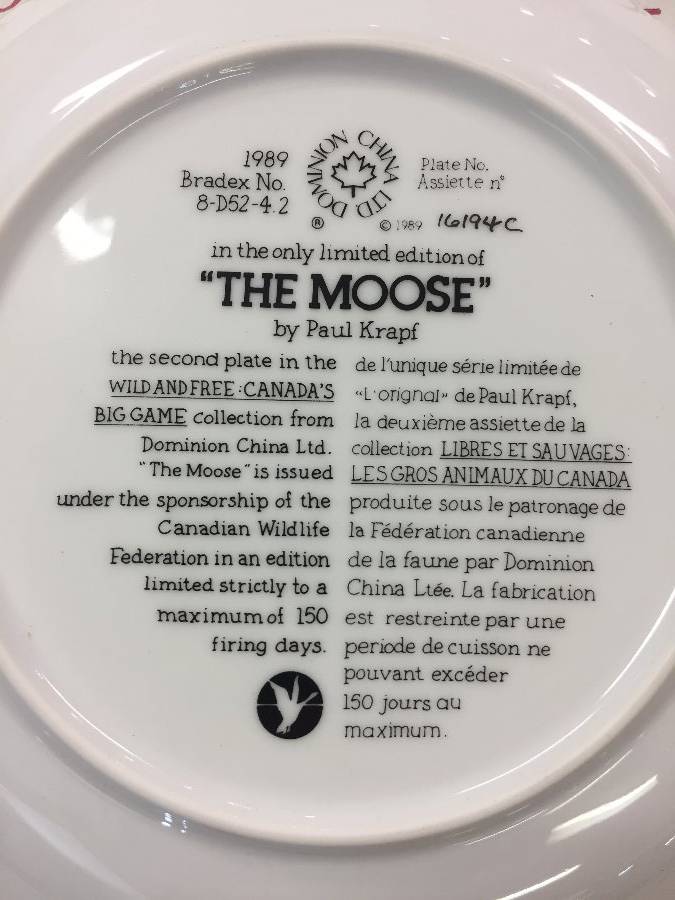 1989
Bradex No.
8-D52-4.2
DOMINION CHINA LTD
®
© 1989
Plate No.
Assiette n°
16194C
in the only limited edition of
"THE MOOSE"
by Paul Krapf
the second plate in the
WILD AND FREE: CANADA'S
BIG GAME collection from
Dominion China Ltd.
"The Moose" is issued
under the sponsorship of the
Canadian Wildlife
Federation in an edition
limited strictly to a
maximum of 150
firing days.
de l'unique série limitée de
«L'orignal» de Paul Krapf,
la deuxième assiette de la
collection LIBRES ET SAUVAGES:
LES GROS ANIMAUX DU CANADA
produite sous le patronage de
la Fédération canadienne
de la faune par Dominion
China Ltée. La fabrication
est restreinte par une
periode de cuisson ne
pouvant excéder
150 jours au
maximum.